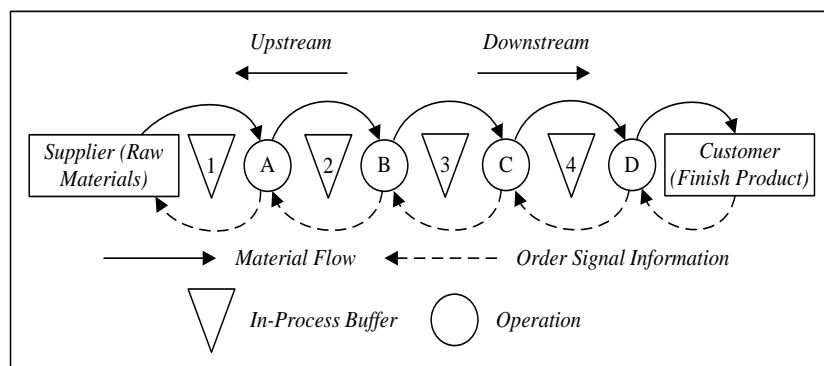 Upstream
Downstream
Supplier (Raw
Materials)
1
A
2
B
3
C
4
D
Customer
(Finish Product)
Material Flow
Order Signal Information
In-Process Buffer
Operation